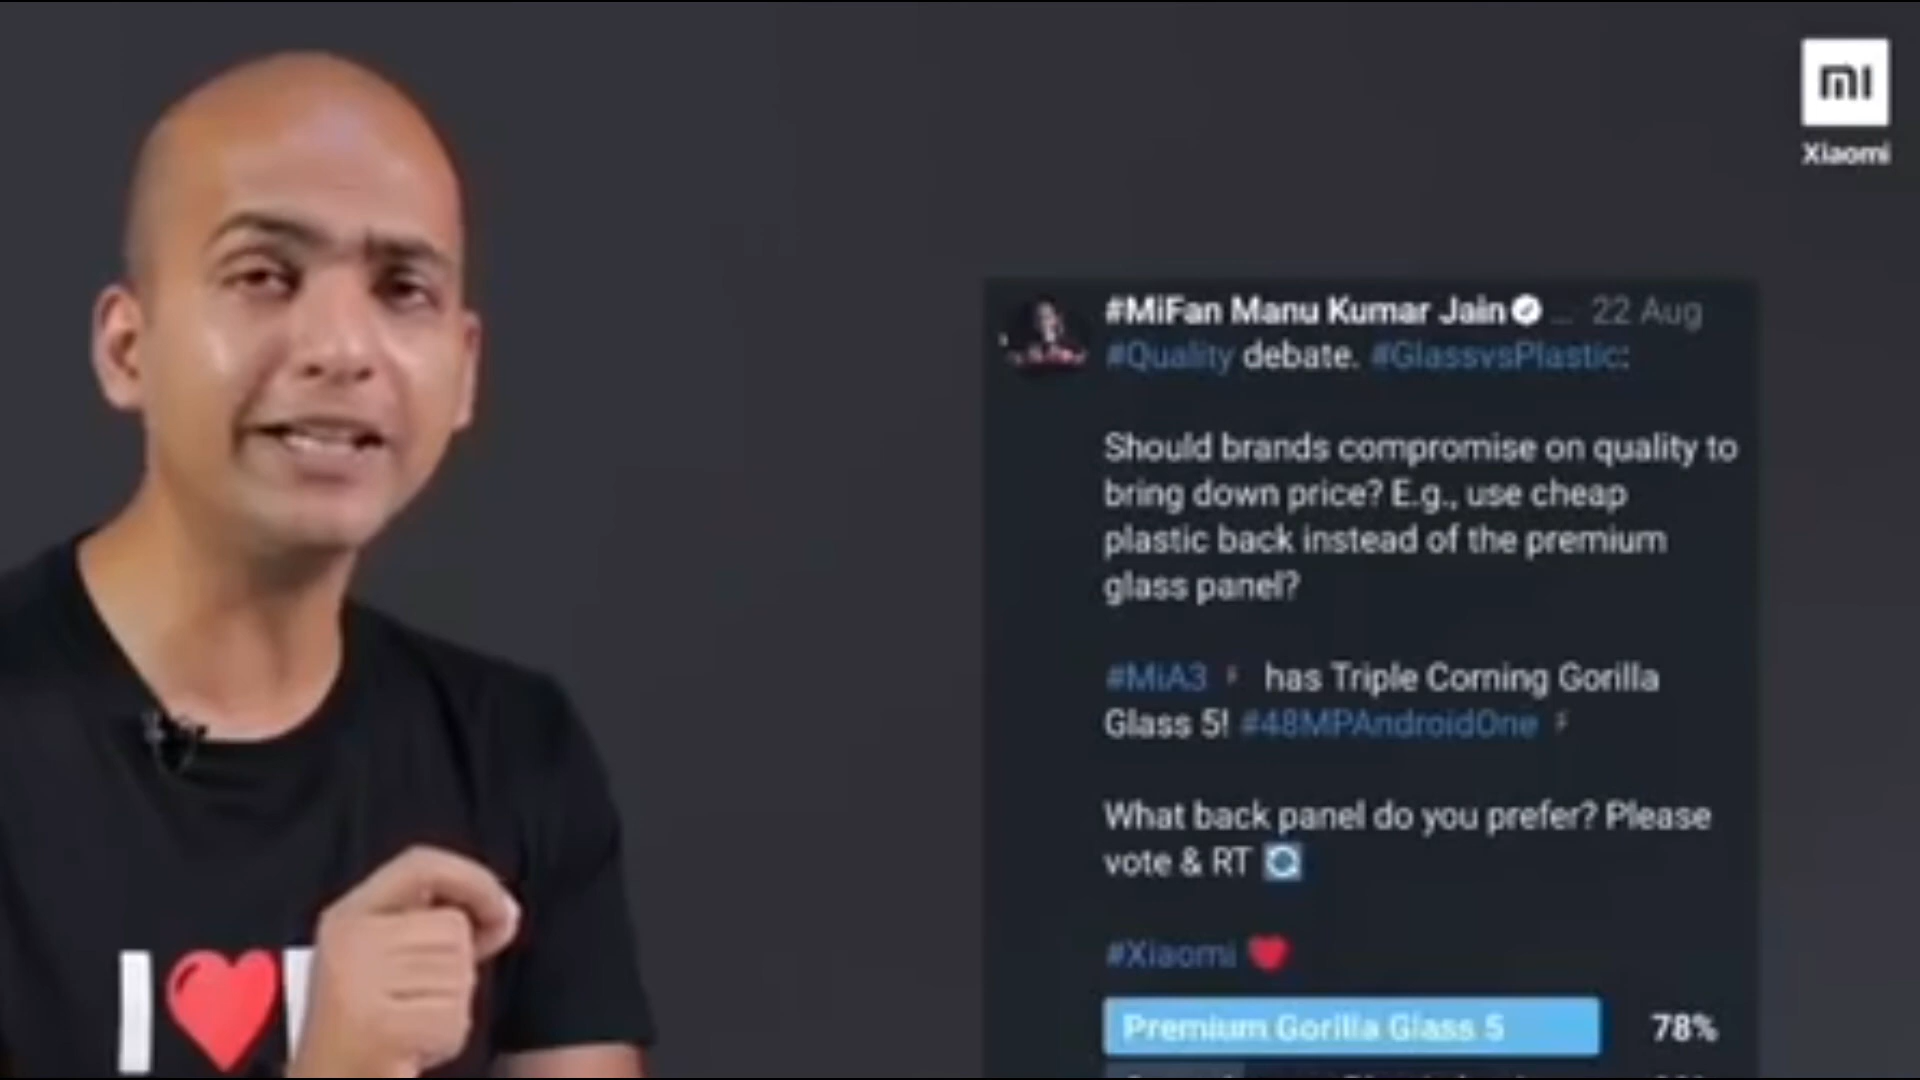 mi
Xiaomi
#MiFan Manu Kumar Jain ... 22 Aug
#Quality debate. #GlassvsPlastic:
Should brands compromise on quality to
bring down price? E.g., use cheap
plastic back instead of the premium
glass panel?
#MiA3 has Triple Corning Gorilla
Glass 5! #48MPAndroidOne
What back panel do you prefer? Please
vote & RT
#Xiaomi
Premium Gorilla Glass 5 78%
I